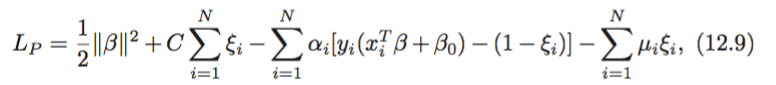 L_P = \frac{1}{2}\|\beta\|^2 + C\sum_{i=1}^{N}\xi_i - \sum_{i=1}^{N}\alpha_i[y_i(x_i^T\beta + \beta_0) - (1 - \xi_i)] - \sum_{i=1}^{N}\mu_i\xi_i, (12.9)